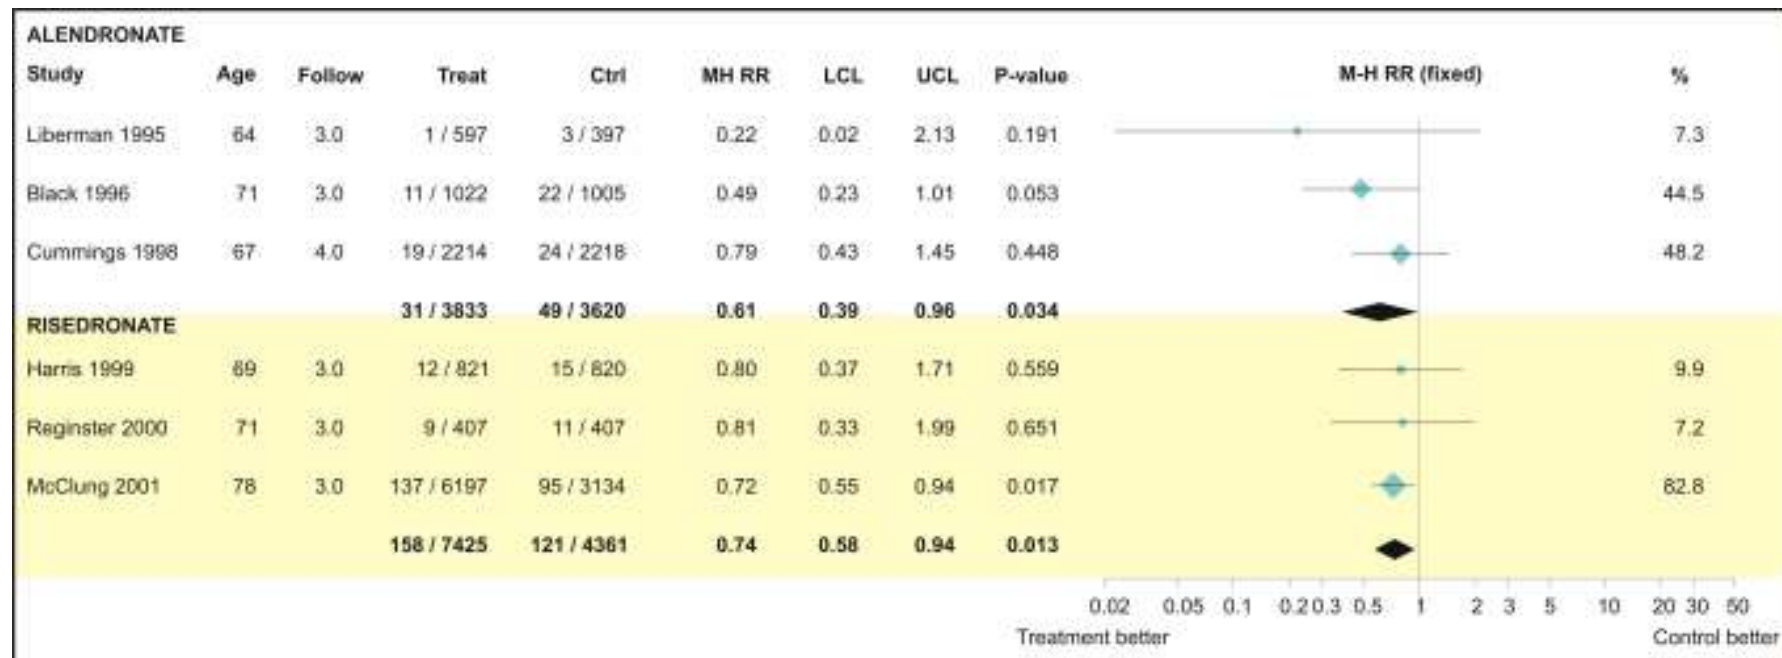 ALENDRONATE
Study Age Follow Treat Ctrl MH RR LCL UCL P-value M-H RR (fixed) %
Liberman 1995 64 3.0 1 / 597 3 / 397 0.22 0.02 2.13 0.191 7.3
Black 1996 71 3.0 11 / 1022 22 / 1005 0.49 0.23 1.01 0.053 44.5
Cummings 1998 67 4.0 19 / 2214 24 / 2218 0.79 0.43 1.45 0.448 48.2
31 / 3833 49 / 3620 0.61 0.39 0.96 0.034
RISEDRONATE
Harris 1999 69 3.0 12 / 821 15 / 820 0.80 0.37 1.71 0.559 9.9
Reginster 2000 71 3.0 9 / 407 11 / 407 0.81 0.33 1.99 0.651 7.2
McClung 2001 78 3.0 137 / 6197 95 / 3134 0.72 0.55 0.94 0.017 82.8
158 / 7425 121 / 4361 0.74 0.58 0.94 0.013
0.02 0.05 0.1 0.2 0.3 0.5 1 2 3 5 10 20 30 50
Treatment better Control better